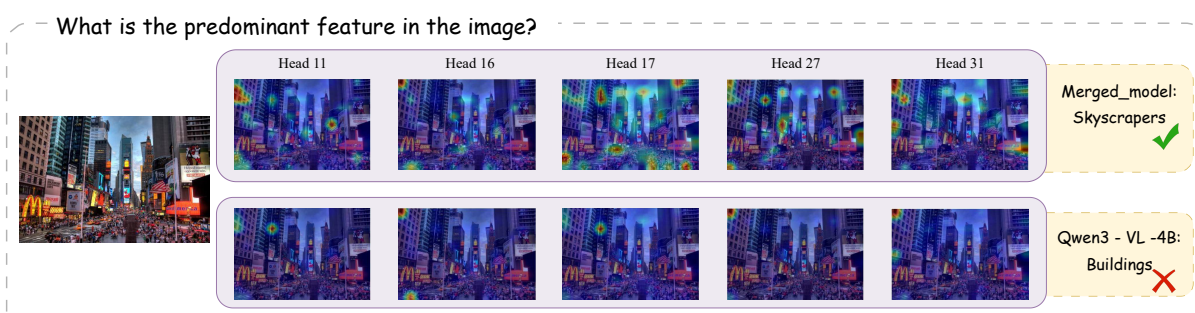 What is the predominant feature in the image?
Head 11
Head 16
Head 17
Head 27
Head 31
Merged_model:
Skyscrapers
Qwen3 - VL -4B:
Buildings